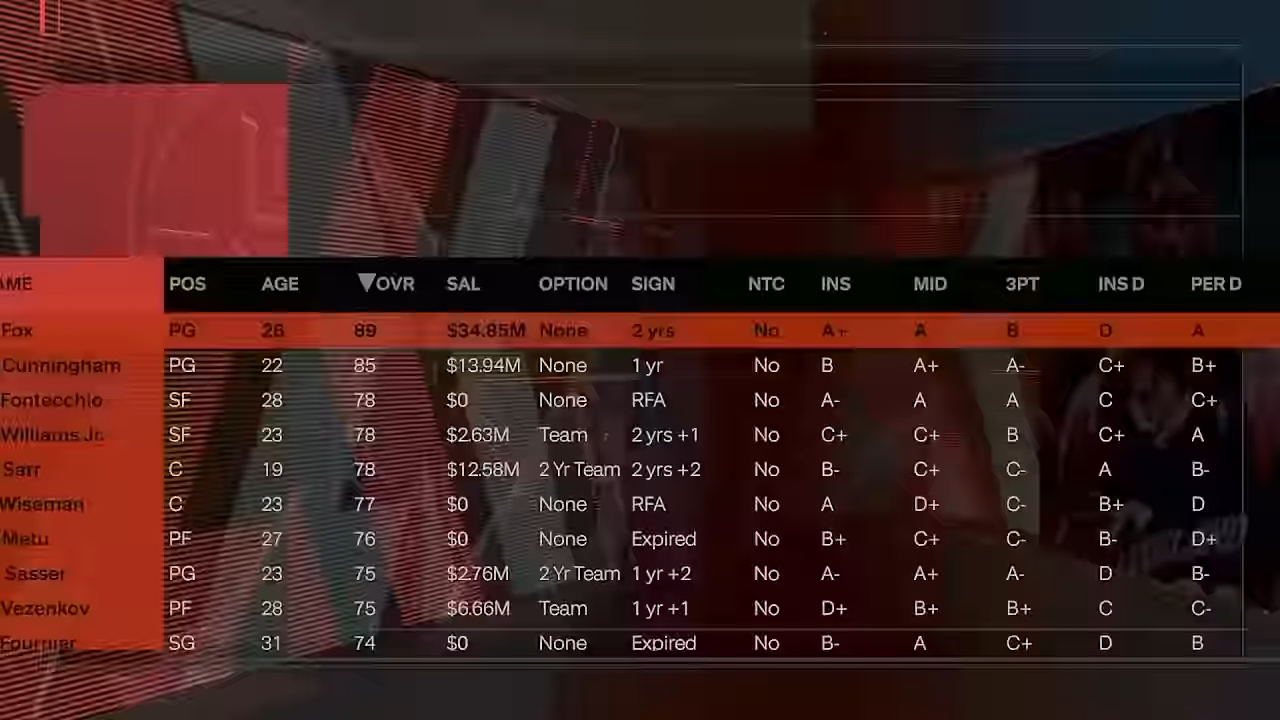 AME POS AGE ▼OVR SAL OPTION SIGN NTC INS MID 3PT INS D PER D
Fox PG 26 89 $34.85M None 2 yrs No A+ A B D A
Cunningham PG 22 85 $13.94M None 1 yr No B A+ A- C+ B+
Fontecchio SF 28 78 $0 None RFA No A- A A C C+
Williams Jr. SF 23 78 $2.63M Team 2 yrs +1 No C+ C+ B C+ A
Sarr C 19 78 $12.58M 2 Yr Team 2 yrs +2 No B- C+ C- A B-
Wiseman C 23 77 $0 None RFA No A D+ C- B+ D
Metu PF 27 76 $0 None Expired No B+ C+ C- B- D+
Sasser PG 23 75 $2.76M 2 Yr Team 1 yr +2 No A- A+ A- D B-
Vezenkov PF 28 75 $6.66M Team 1 yr +1 No D+ B+ B+ C C-
Fournier SG 31 74 $0 None Expired No B- A C+ D B